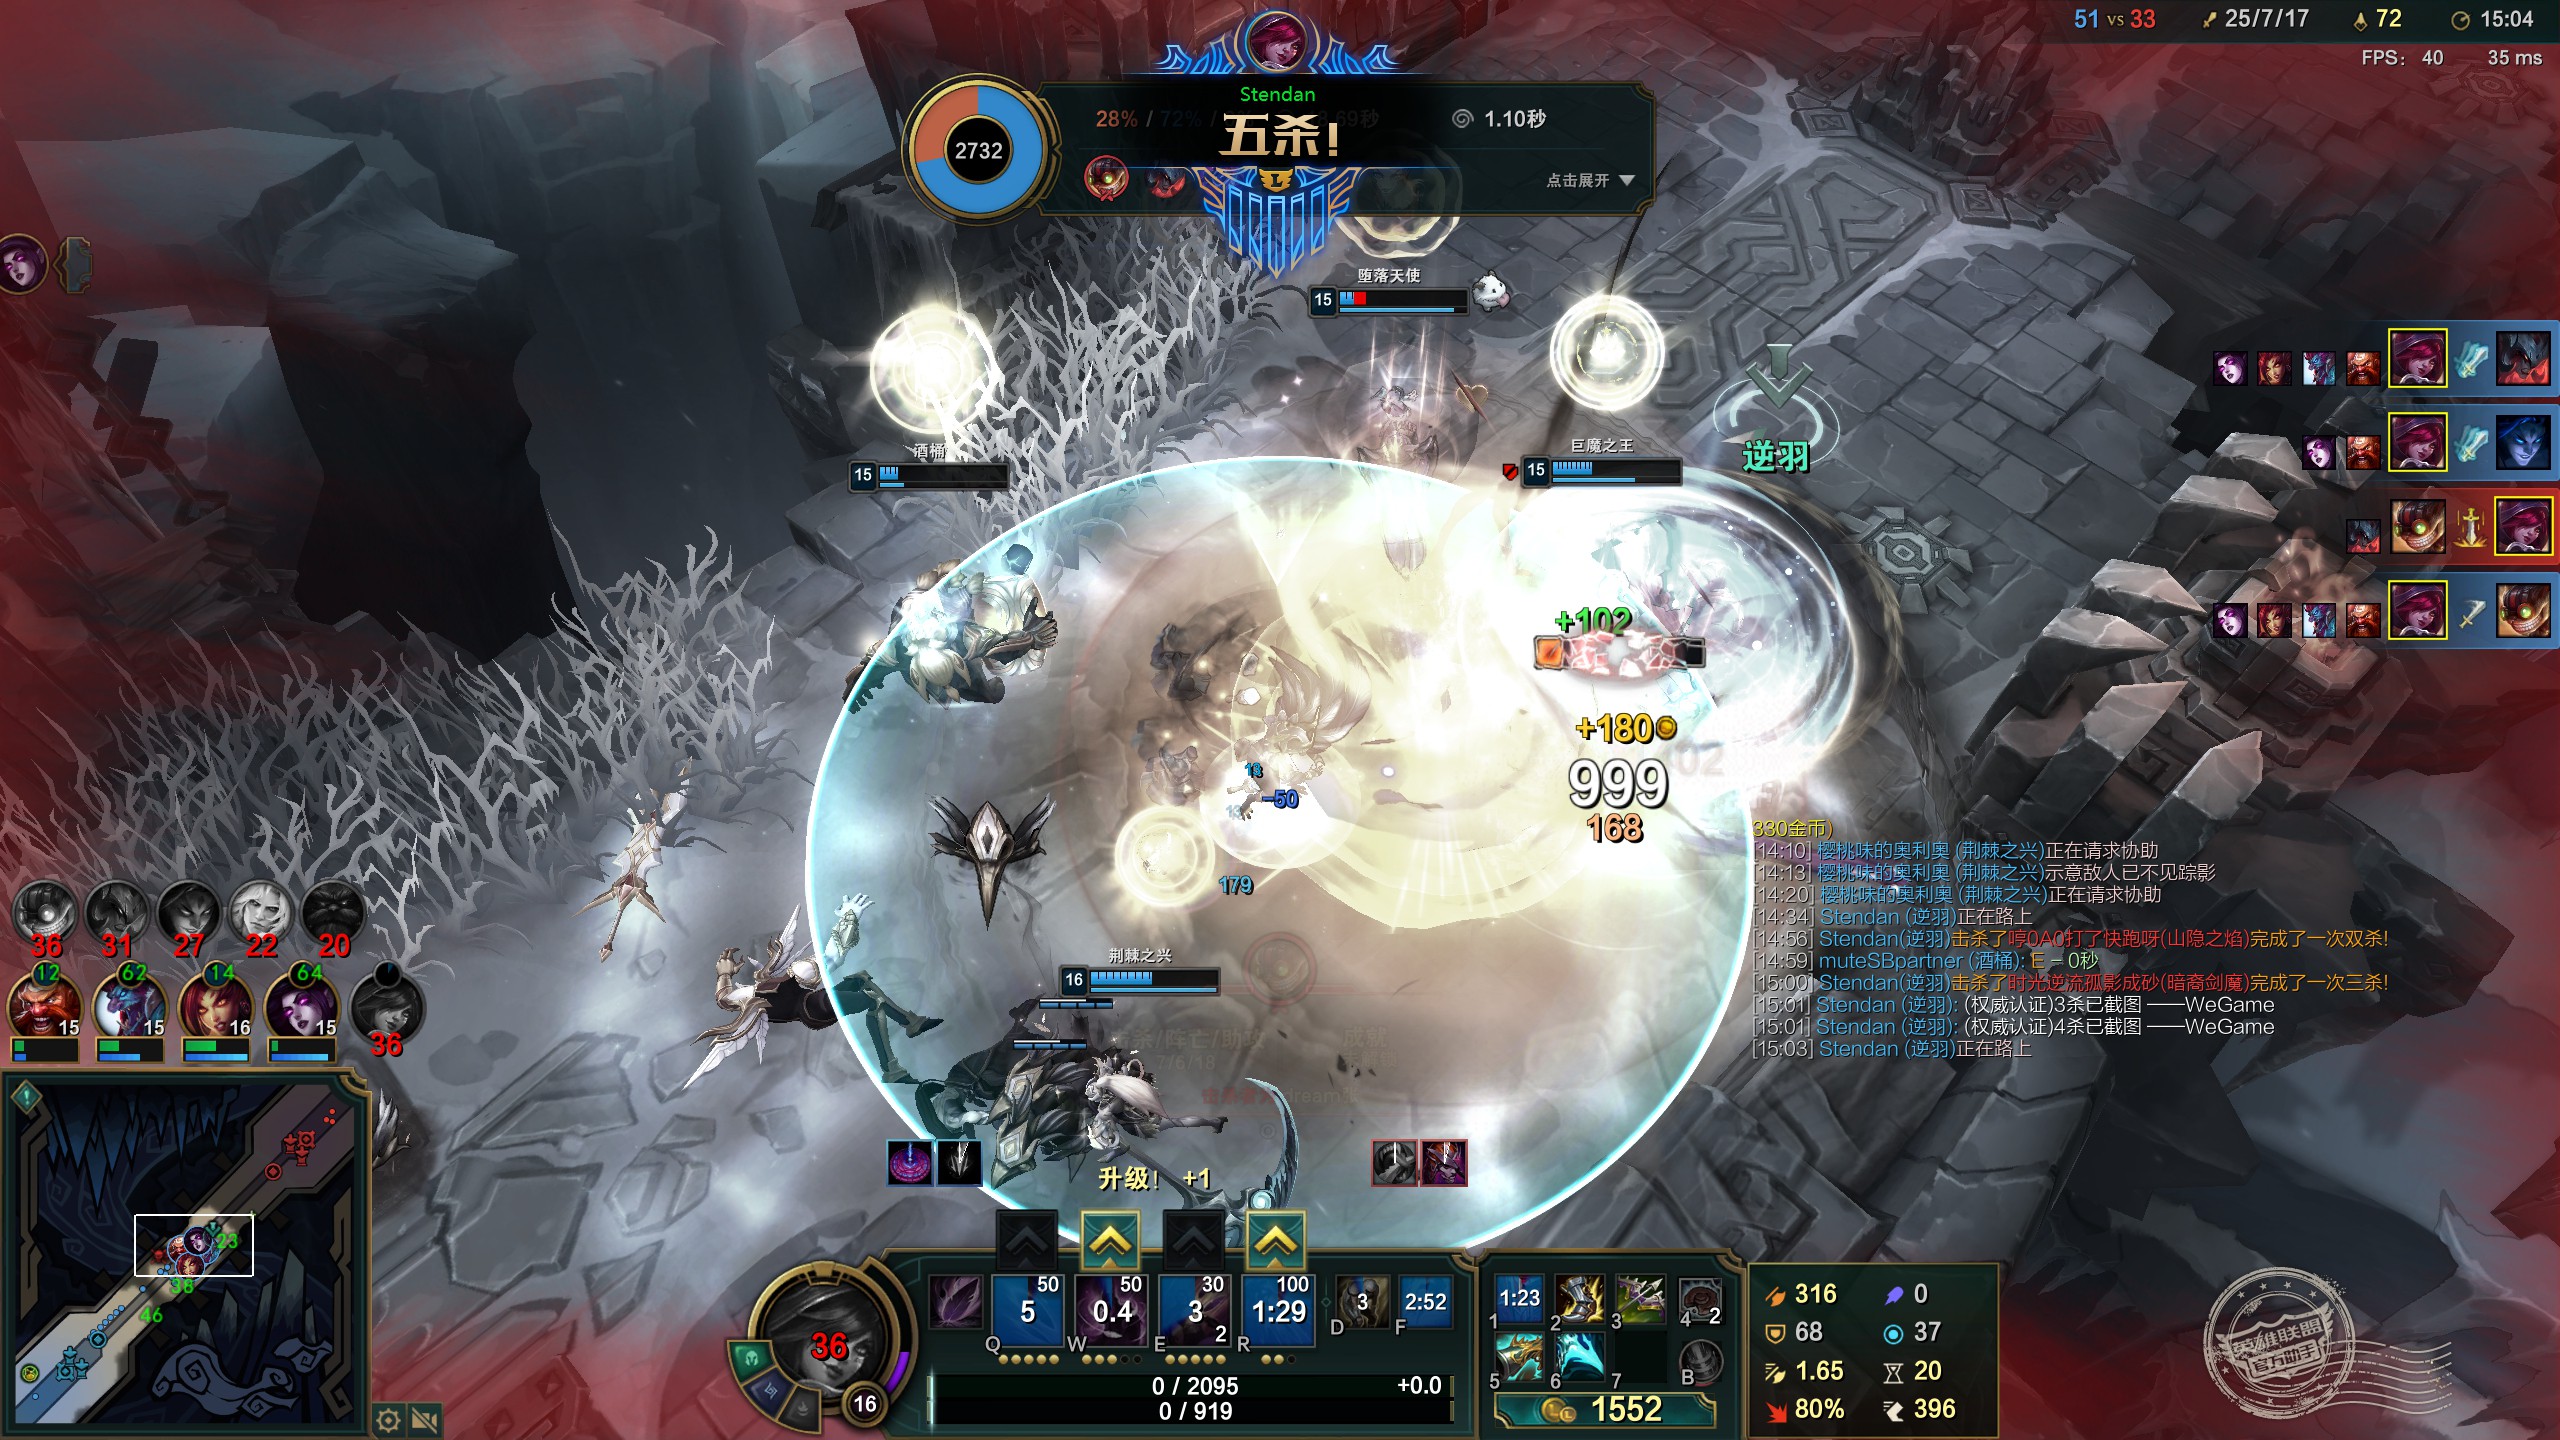 51 vs 33
25/7/17
72
15:04
FPS: 40
35 ms
Stendan
五杀!
2732
28% / 72% /
1.10秒
点击展开
堕落天使
15
酒桶
15
巨魔之王
15
逆羽
+102
+180
999
168
-50
179
荆棘之兴
16
330金币)
[14:10] 樱桃味的奥利奥 (荆棘之兴)正在请求协助
[14:13] 樱桃味的奥利奥 (荆棘之兴)示意敌人已不见踪影
[14:20] 樱桃味的奥利奥 (荆棘之兴)正在请求协助
[14:34] Stendan (逆羽)正在路上
[14:56] Stendan(逆羽)击杀了哼0A0打了快跑呀(山隐之焰)完成了一次双杀!
[14:59] muteSBpartner (酒桶): E - 0秒
[15:00] Stendan(逆羽)击杀了时光逆流孤影成砂(暗裔剑魔)完成了一次三杀!
[15:01] Stendan (逆羽): (权威认证)3杀已截图 ——WeGame
[15:01] Stendan (逆羽): (权威认证)4杀已截图 ——WeGame
[15:03] Stendan (逆羽)正在路上
36 31 27 22 20
12 62 14 64
15 15 16 15 36
23
38
46
升级! +1
50 50 30 100
5 0.4 3 1:29 3 2:52
2
Q W E R D F
36
16
0 / 2095 +0.0
0 / 919
1:23
1 2 3 4 2
5 6 7 B
1552
316 0
68 37
1.65 20
80% 396
英雄联盟
官方助手